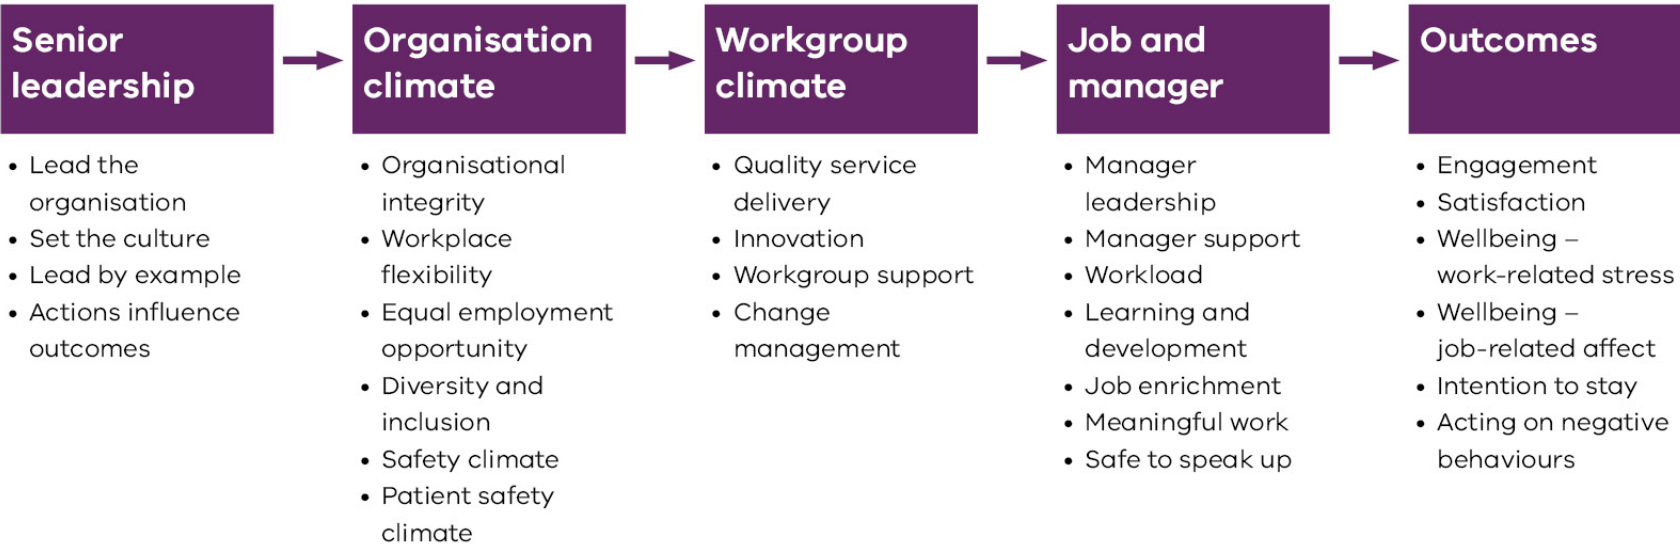 Senior
leadership
• Lead the
organisation
• Set the culture
• Lead by example
• Actions influence
outcomes
Organisation
climate
• Organisational
integrity
• Workplace
flexibility
• Equal employment
opportunity
• Diversity and
inclusion
• Safety climate
• Patient safety
climate
Workgroup
climate
• Quality service
delivery
• Innovation
• Workgroup support
• Change
management
Job and
manager
• Manager
leadership
• Manager support
• Workload
• Learning and
development
• Job enrichment
• Meaningful work
• Safe to speak up
Outcomes
• Engagement
• Satisfaction
• Wellbeing –
work-related stress
• Wellbeing –
job-related affect
• Intention to stay
• Acting on negative
behaviours